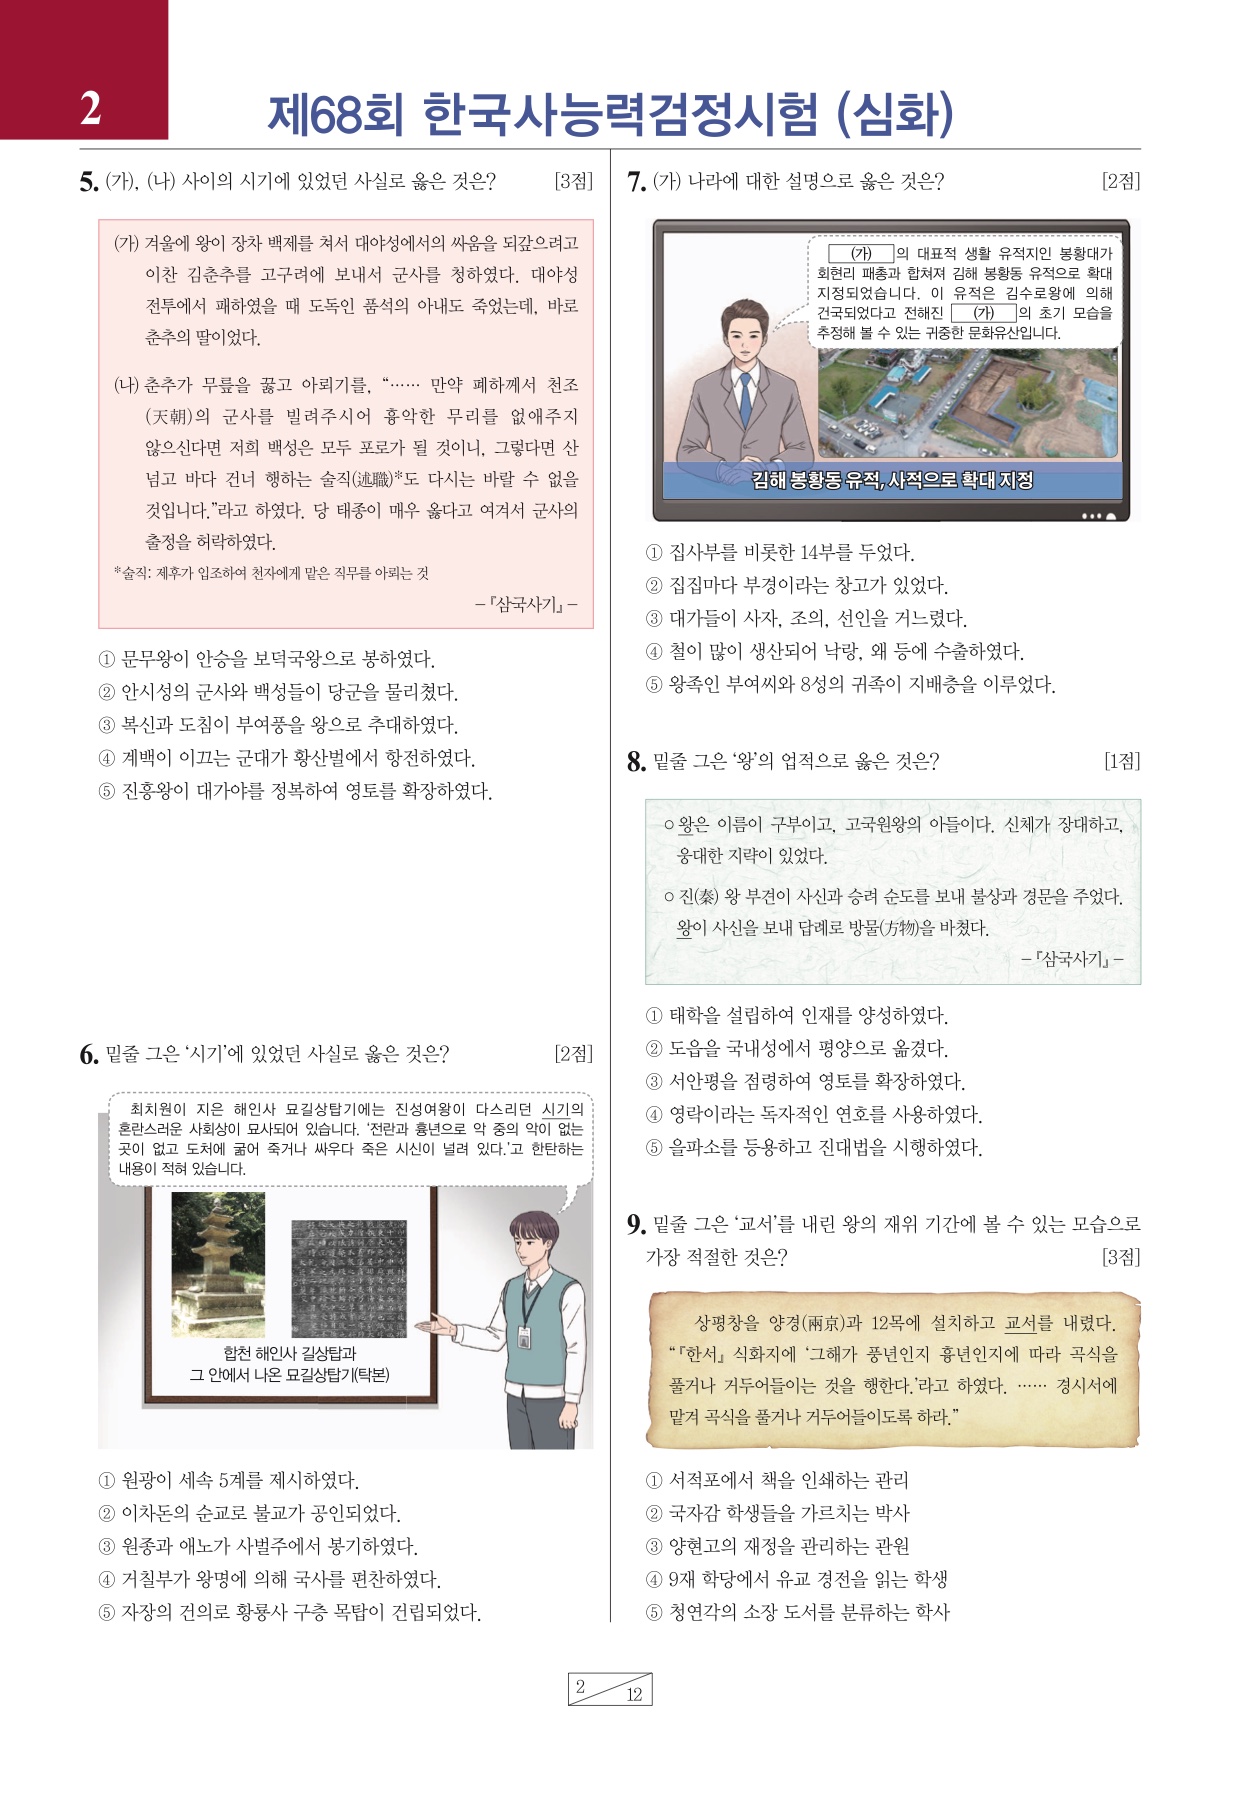 2
제68회 한국사능력검정시험 (심화)
5. (가), (나) 사이의 시기에 있었던 사실로 옳은 것은? [3점]
(가) 겨울에 왕이 장차 백제를 쳐서 대야성에서의 싸움을 되갚으려고
이찬 김춘추를 고구려에 보내서 군사를 청하였다. 대야성
전투에서 패하였을 때 도독인 품석의 아내도 죽었는데, 바로
춘추의 딸이었다.
(나) 춘추가 무릎을 꿇고 아뢰기를, “…… 만약 폐하께서 천조
(天朝)의 군사를 빌려주시어 흉악한 무리를 없애주지
않으신다면 저희 백성은 모두 포로가 될 것이니, 그렇다면 산
넘고 바다 건너 행하는 술직(述職)*도 다시는 바랄 수 없을
것입니다.”라고 하였다. 당 태종이 매우 옳다고 여겨서 군사의
출정을 허락하였다.
*술직: 제후가 입조하여 천자에게 맡은 직무를 아뢰는 것
－『삼국사기』－
① 문무왕이 안승을 보덕국왕으로 봉하였다.
② 안시성의 군사와 백성들이 당군을 물리쳤다.
③ 복신과 도침이 부여풍을 왕으로 추대하였다.
④ 계백이 이끄는 군대가 황산벌에서 항전하였다.
⑤ 진흥왕이 대가야를 정복하여 영토를 확장하였다.
6. 밑줄 그은 ‘시기’에 있었던 사실로 옳은 것은? [2점]
최치원이 지은 해인사 묘길상탑기에는 진성여왕이 다스리던 시기의
혼란스러운 사회상이 묘사되어 있습니다. ‘전란과 흉년으로 악 중의 악이 없는
곳이 없고 도처에 굶어 죽거나 싸우다 죽은 시신이 널려 있다.’고 한탄하는
내용이 적혀 있습니다.
합천 해인사 길상탑과
그 안에서 나온 묘길상탑기(탁본)
① 원광이 세속 5계를 제시하였다.
② 이차돈의 순교로 불교가 공인되었다.
③ 원종과 애노가 사벌주에서 봉기하였다.
④ 거칠부가 왕명에 의해 국사를 편찬하였다.
⑤ 자장의 건의로 황룡사 구층 목탑이 건립되었다.
7. (가) 나라에 대한 설명으로 옳은 것은? [2점]
(가) 의 대표적 생활 유적지인 봉황대가
회현리 패총과 합쳐져 김해 봉황동 유적으로 확대
지정되었습니다. 이 유적은 김수로왕에 의해
건국되었다고 전해진 (가) 의 초기 모습을
추정해 볼 수 있는 귀중한 문화유산입니다.
김해 봉황동 유적, 사적으로 확대 지정
① 집사부를 비롯한 14부를 두었다.
② 집집마다 부경이라는 창고가 있었다.
③ 대가들이 사자, 조의, 선인을 거느렸다.
④ 철이 많이 생산되어 낙랑, 왜 등에 수출하였다.
⑤ 왕족인 부여씨와 8성의 귀족이 지배층을 이루었다.
8. 밑줄 그은 ‘왕’의 업적으로 옳은 것은? [1점]
○ 왕은 이름이 구부이고, 고국원왕의 아들이다. 신체가 장대하고,
웅대한 지략이 있었다.
○ 진(秦) 왕 부견이 사신과 승려 순도를 보내 불상과 경문을 주었다.
왕이 사신을 보내 답례로 방물(方物)을 바쳤다.
－『삼국사기』－
① 태학을 설립하여 인재를 양성하였다.
② 도읍을 국내성에서 평양으로 옮겼다.
③ 서안평을 점령하여 영토를 확장하였다.
④ 영락이라는 독자적인 연호를 사용하였다.
⑤ 을파소를 등용하고 진대법을 시행하였다.
9. 밑줄 그은 ‘교서’를 내린 왕의 재위 기간에 볼 수 있는 모습으로
가장 적절한 것은? [3점]
상평창을 양경(兩京)과 12목에 설치하고 교서를 내렸다.
“『한서』 식화지에 ‘그해가 풍년인지 흉년인지에 따라 곡식을
풀거나 거두어들이는 것을 행한다.’라고 하였다. …… 경시서에
맡겨 곡식을 풀거나 거두어들이도록 하라.”
① 서적포에서 책을 인쇄하는 관리
② 국자감 학생들을 가르치는 박사
③ 양현고의 재정을 관리하는 관원
④ 9재 학당에서 유교 경전을 읽는 학생
⑤ 청연각의 소장 도서를 분류하는 학사
2 12